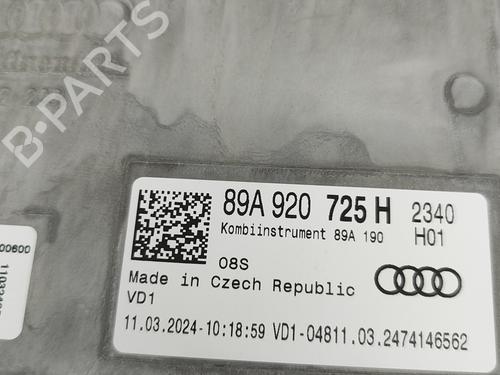 B-PARTS
89A 920 725 H 2340
Kombiinstrument 89A 190 H01
08S
Made in Czech Republic
VD1
11.03.2024-10:18:59 VD1-04811.03.2474146562
00600